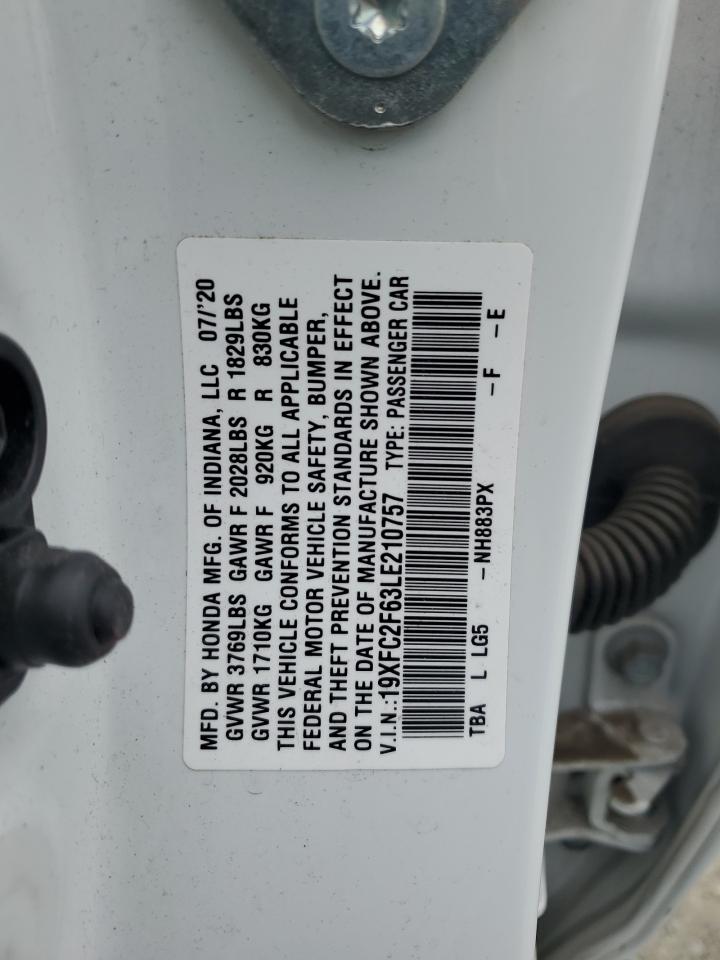 MFD. BY HONDA MFG. OF INDIANA, LLC 07/'20
GVWR 3769LBS GAWR F 2028LBS R 1829LBS
GVWR 1710KG GAWR F 920KG R 830KG
THIS VEHICLE CONFORMS TO ALL APPLICABLE
FEDERAL MOTOR VEHICLE SAFETY, BUMPER,
AND THEFT PREVENTION STANDARDS IN EFFECT
ON THE DATE OF MANUFACTURE SHOWN ABOVE.
V.I.N.:19XFC2F63LE210757 TYPE: PASSENGER CAR
TBA L LG5 -NH883PX -F -E